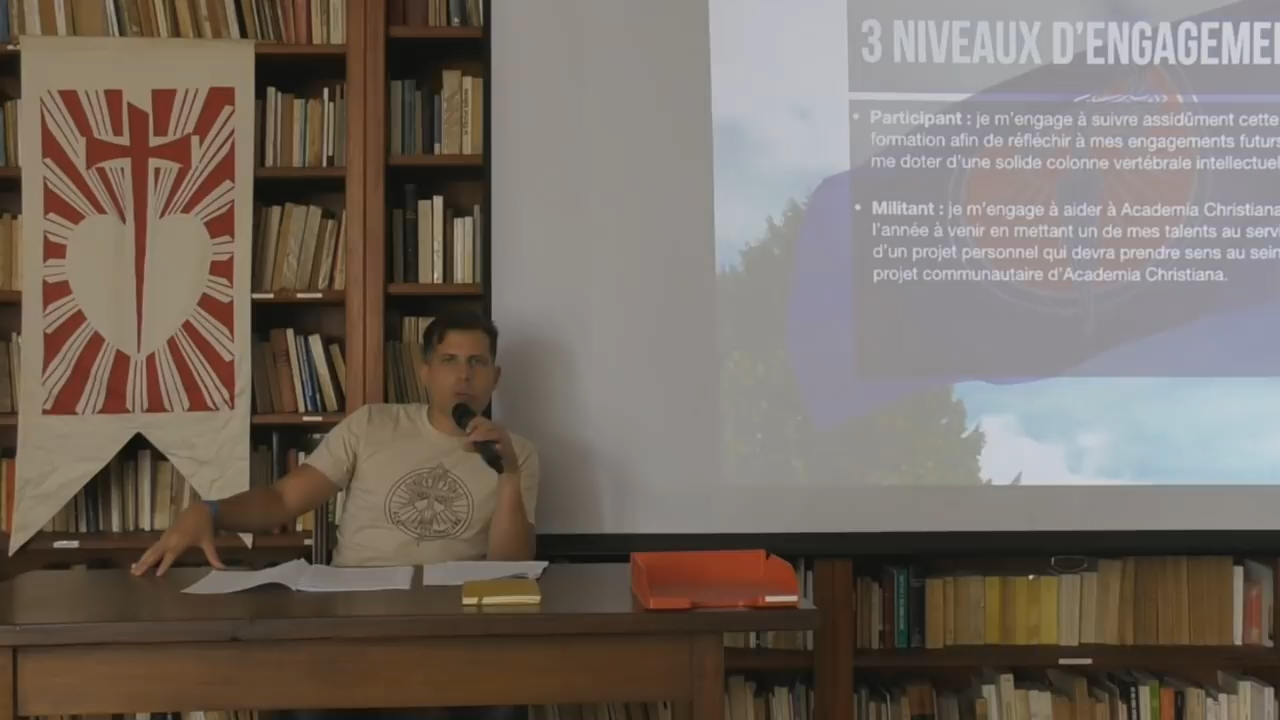 3 NIVEAUX D'ENGAGEME
• Participant : je m'engage à suivre assidûment cette
formation afin de réfléchir à mes engagements futurs
me doter d'une solide colonne vertébrale intellectuel
• Militant : je m'engage à aider à Academia Christiana
l'année à venir en mettant un de mes talents au serv
d'un projet personnel qui devra prendre sens au sein
projet communautaire d'Academia Christiana.